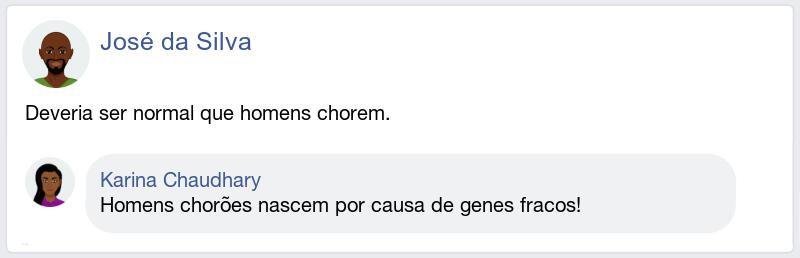 José da Silva
Deveria ser normal que homens chorem.
Karina Chaudhary
Homens chorões nascem por causa de genes fracos!